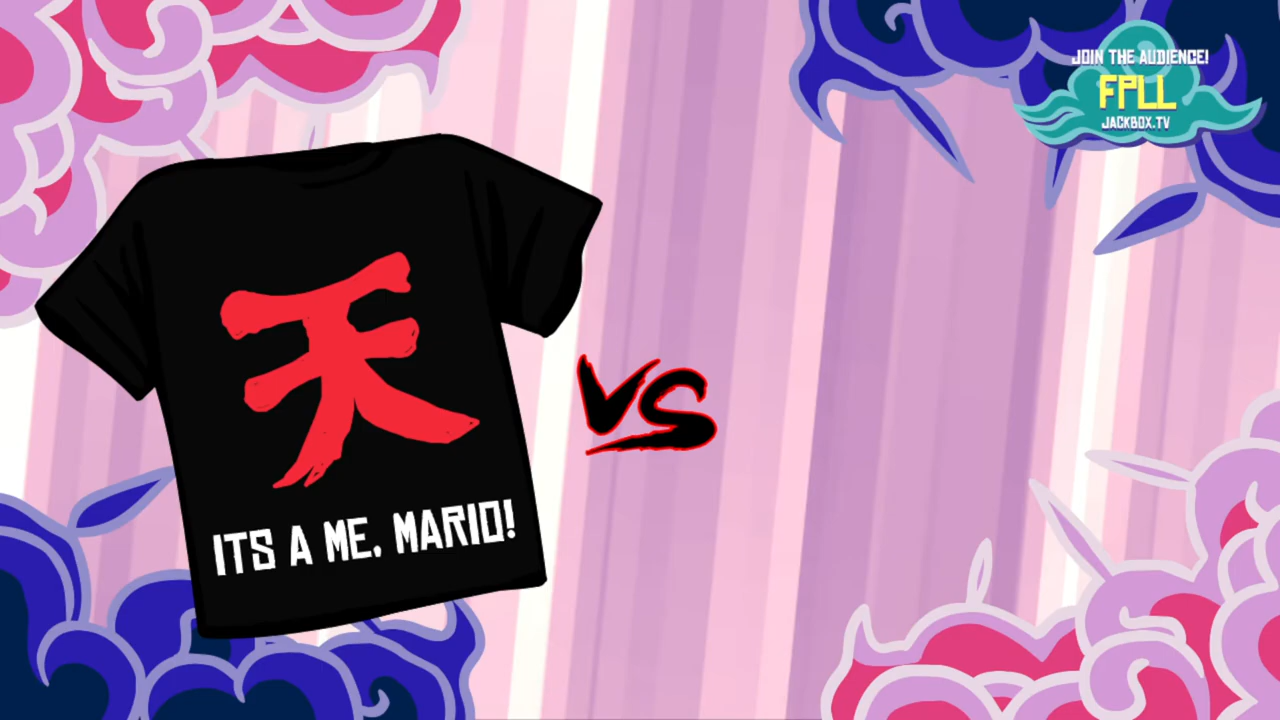 JOIN THE AUDIENCE!
FPLL
JACKBOX.TV
天
VS
ITS A ME, MARIO!